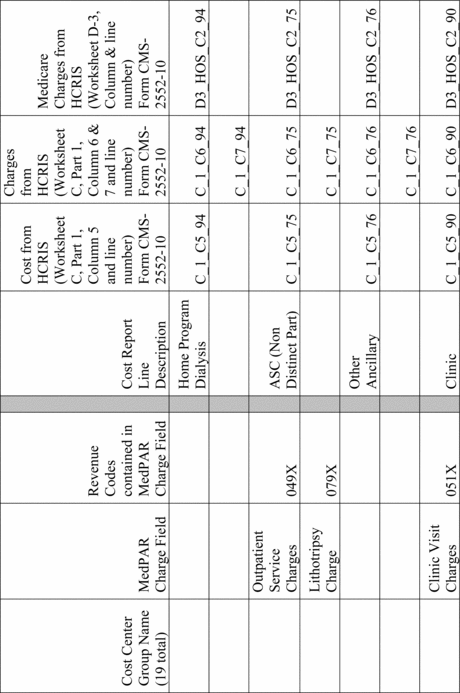 Cost Center
Group Name
(19 total)
MedPAR
Charge Field
Revenue
Codes
contained in
MedPAR
Charge Field
Cost Report
Line
Description
Cost from
HCRIS
(Worksheet
C, Part 1,
Column 5
and line
number)
Form CMS-
2552-10
Charges
from
HCRIS
(Worksheet
C, Part 1,
Column 6 &
7 and line
number)
Form CMS-
2552-10
Medicare
Charges from
HCRIS
(Worksheet D-3,
Column & line
number)
Form CMS-
2552-10
Home Program
Dialysis
C_1_C5_94
C_1_C6_94
D3_HOS_C2_94
C_1_C7_94
Outpatient
Service
Charges
049X
ASC (Non
Distinct Part)
C_1_C5_75
C_1_C6_75
D3_HOS_C2_75
Lithotripsy
Charge
079X
C_1_C7_75
Other
Ancillary
C_1_C5_76
C_1_C6_76
D3_HOS_C2_76
C_1_C7_76
Clinic Visit
Charges
051X
Clinic
C_1_C5_90
C_1_C6_90
D3_HOS_C2_90